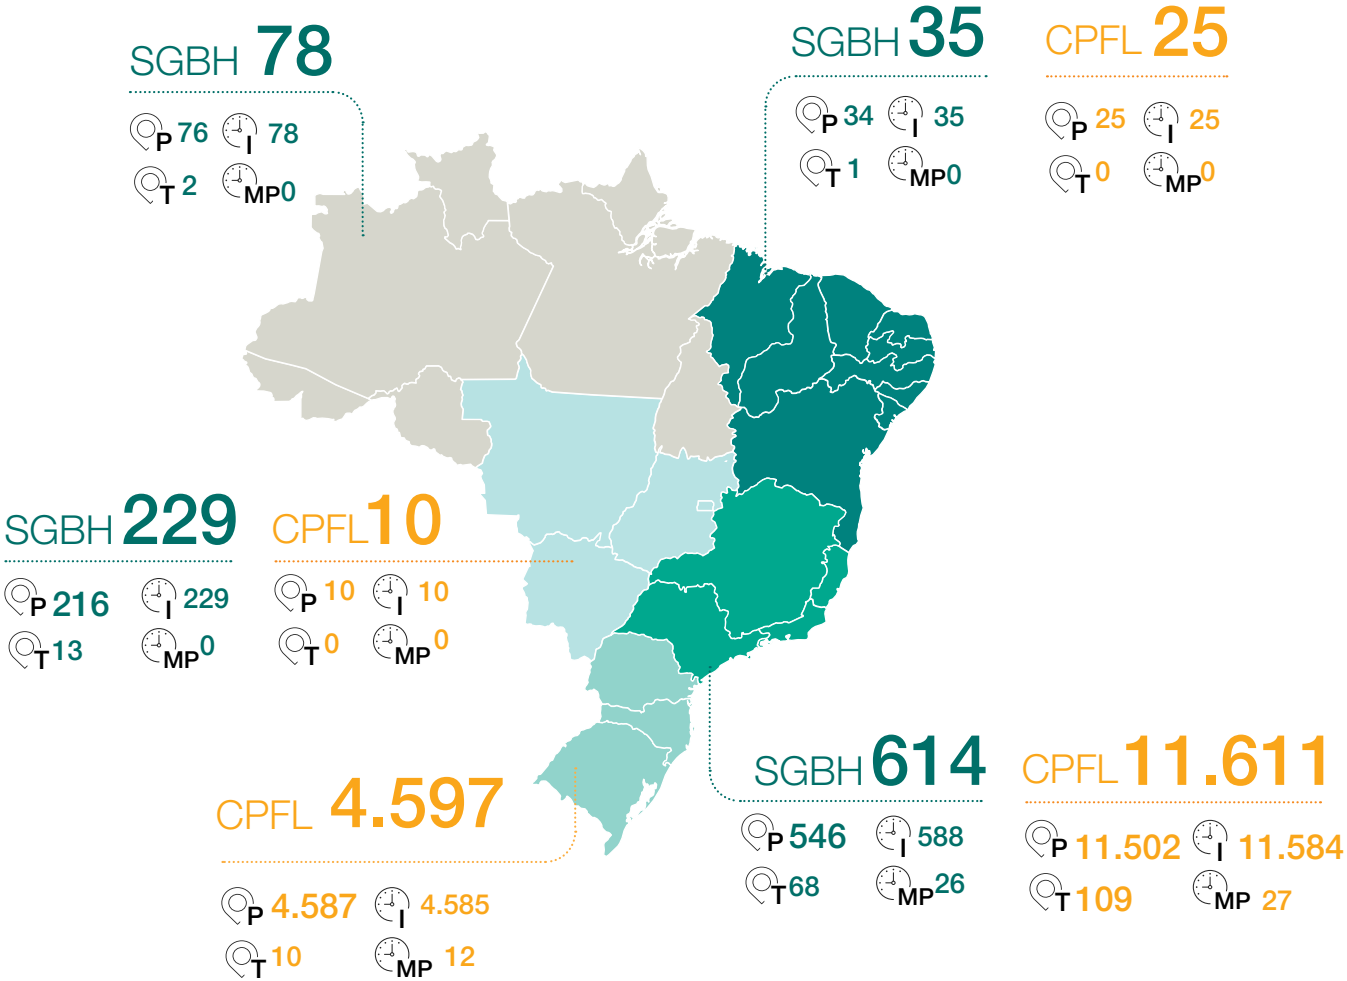 SGBH 78
P 76 I 78
T 2 MP 0
SGBH 35
P 34 I 35
T 1 MP 0
CPFL 25
P 25 I 25
T 0 MP 0
SGBH 229
P 216 I 229
T 13 MP 0
CPFL 10
P 10 I 10
T 0 MP 0
CPFL 4.597
P 4.587 I 4.585
T 10 MP 12
SGBH 614
P 546 I 588
T 68 MP 26
CPFL 11.611
P 11.502 I 11.584
T 109 MP 27